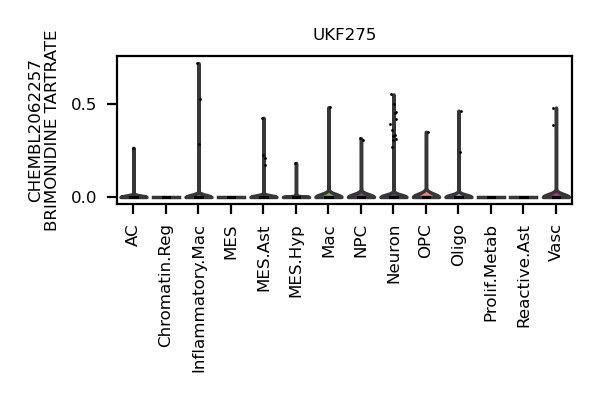 UKF275
CHEMBL2062257
BRIMONIDINE TARTRATE
0.5
0.0
AC
Chromatin.Reg
Inflammatory.Mac
MES
MES.Ast
MES.Hyp
Mac
NPC
Neuron
OPC
Oligo
Prolif.Metab
Reactive.Ast
Vasc